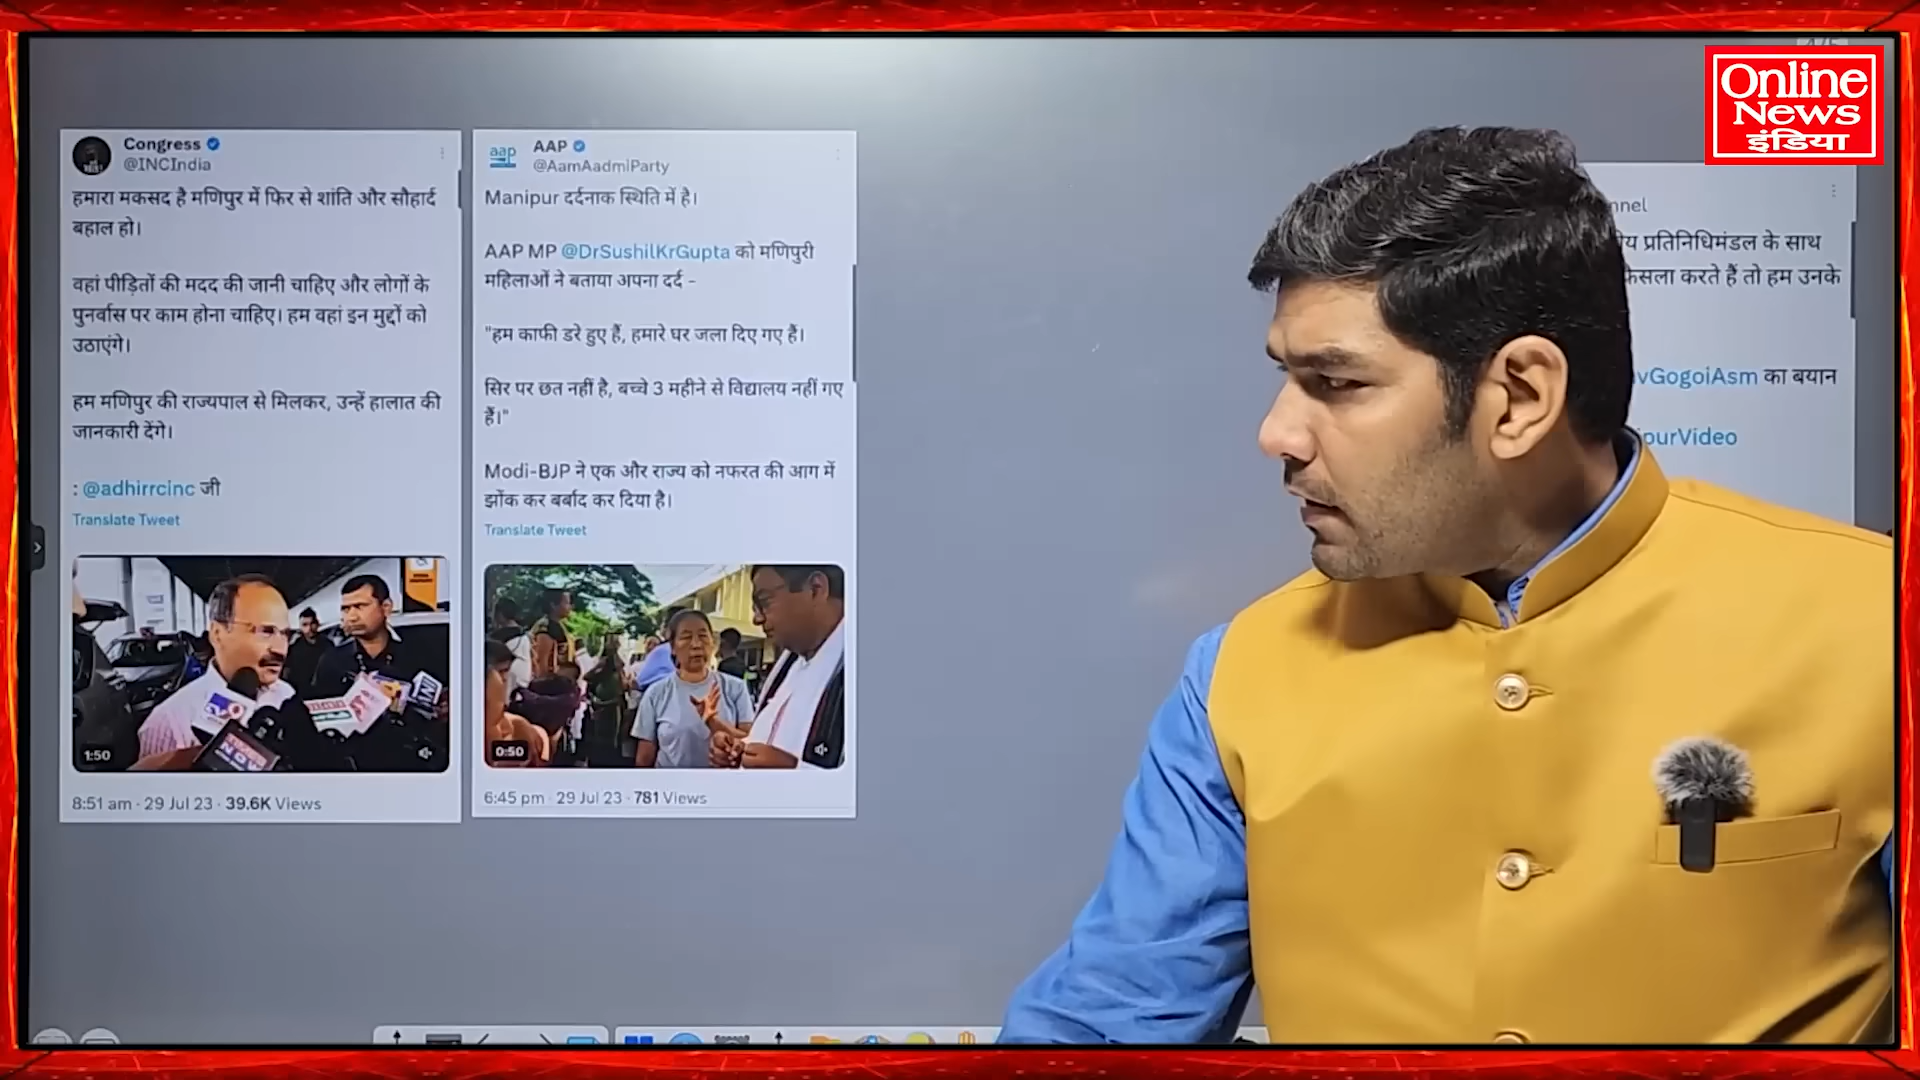 Online
News
इंडिया
Congress
@INCIndia
हमारा मकसद है मणिपुर में फिर से शांति और सौहार्द
बहाल हो।
वहां पीड़ितों की मदद की जानी चाहिए और लोगों के
पुनर्वास पर काम होना चाहिए। हम वहां इन मुद्दों को
उठाएंगे।
हम मणिपुर की राज्यपाल से मिलकर, उन्हें हालात की
जानकारी देंगे।
: @adhirrcinc जी
Translate Tweet
1:50
8:51 am · 29 Jul 23 · 39.6K Views
aap
AAP
@AamAadmiParty
Manipur दर्दनाक स्थिति में है।
AAP MP @DrSushilKrGupta को मणिपुरी
महिलाओं ने बताया अपना दर्द –
"हम काफी डरे हुए हैं, हमारे घर जला दिए गए हैं।
सिर पर छत नहीं है, बच्चे 3 महीने से विद्यालय नहीं गए
हैं।"
Modi-BJP ने एक और राज्य को नफरत की आग में
झोंक कर बर्बाद कर दिया है।
Translate Tweet
0:50
6:45 pm · 29 Jul 23 · 781 Views
nnel
प्रतिनिधिमंडल के साथ
करते हैं तो हम उनके
vGogoiAsm का बयान
purVideo
ANI